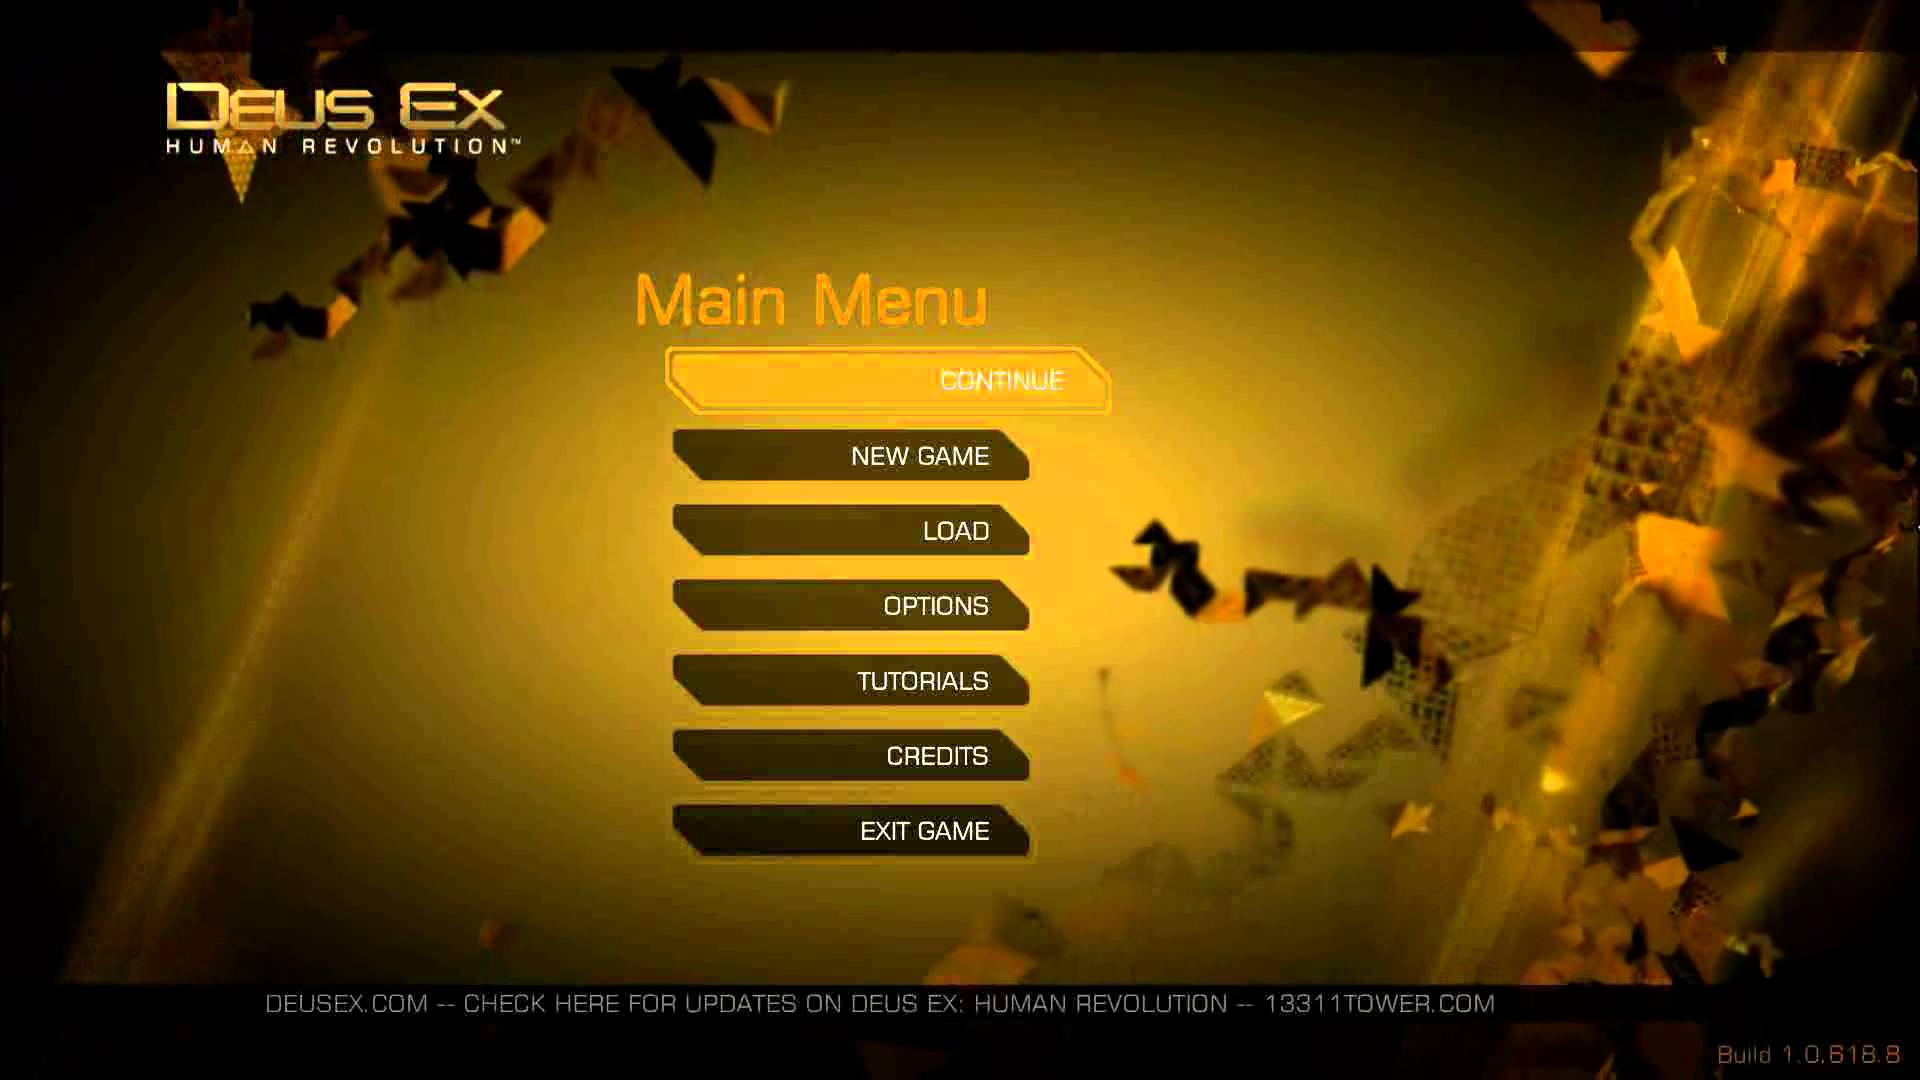 DEUS EX
HUMAN REVOLUTION™
Main Menu
CONTINUE
NEW GAME
LOAD
OPTIONS
TUTORIALS
CREDITS
EXIT GAME
DEUSEX.COM -- CHECK HERE FOR UPDATES ON DEUS EX: HUMAN REVOLUTION -- 13311TOWER.COM
Build 1.0.618.8